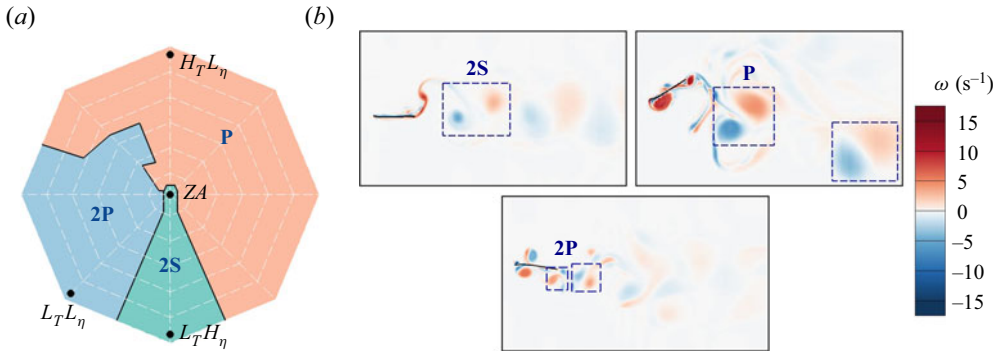 (a)
H_T L_η
P
ZA
2P
2S
L_T L_η
L_T H_η
(b)
2S
P
2P
ω (s⁻¹)
15
10
5
0
−5
−10
−15